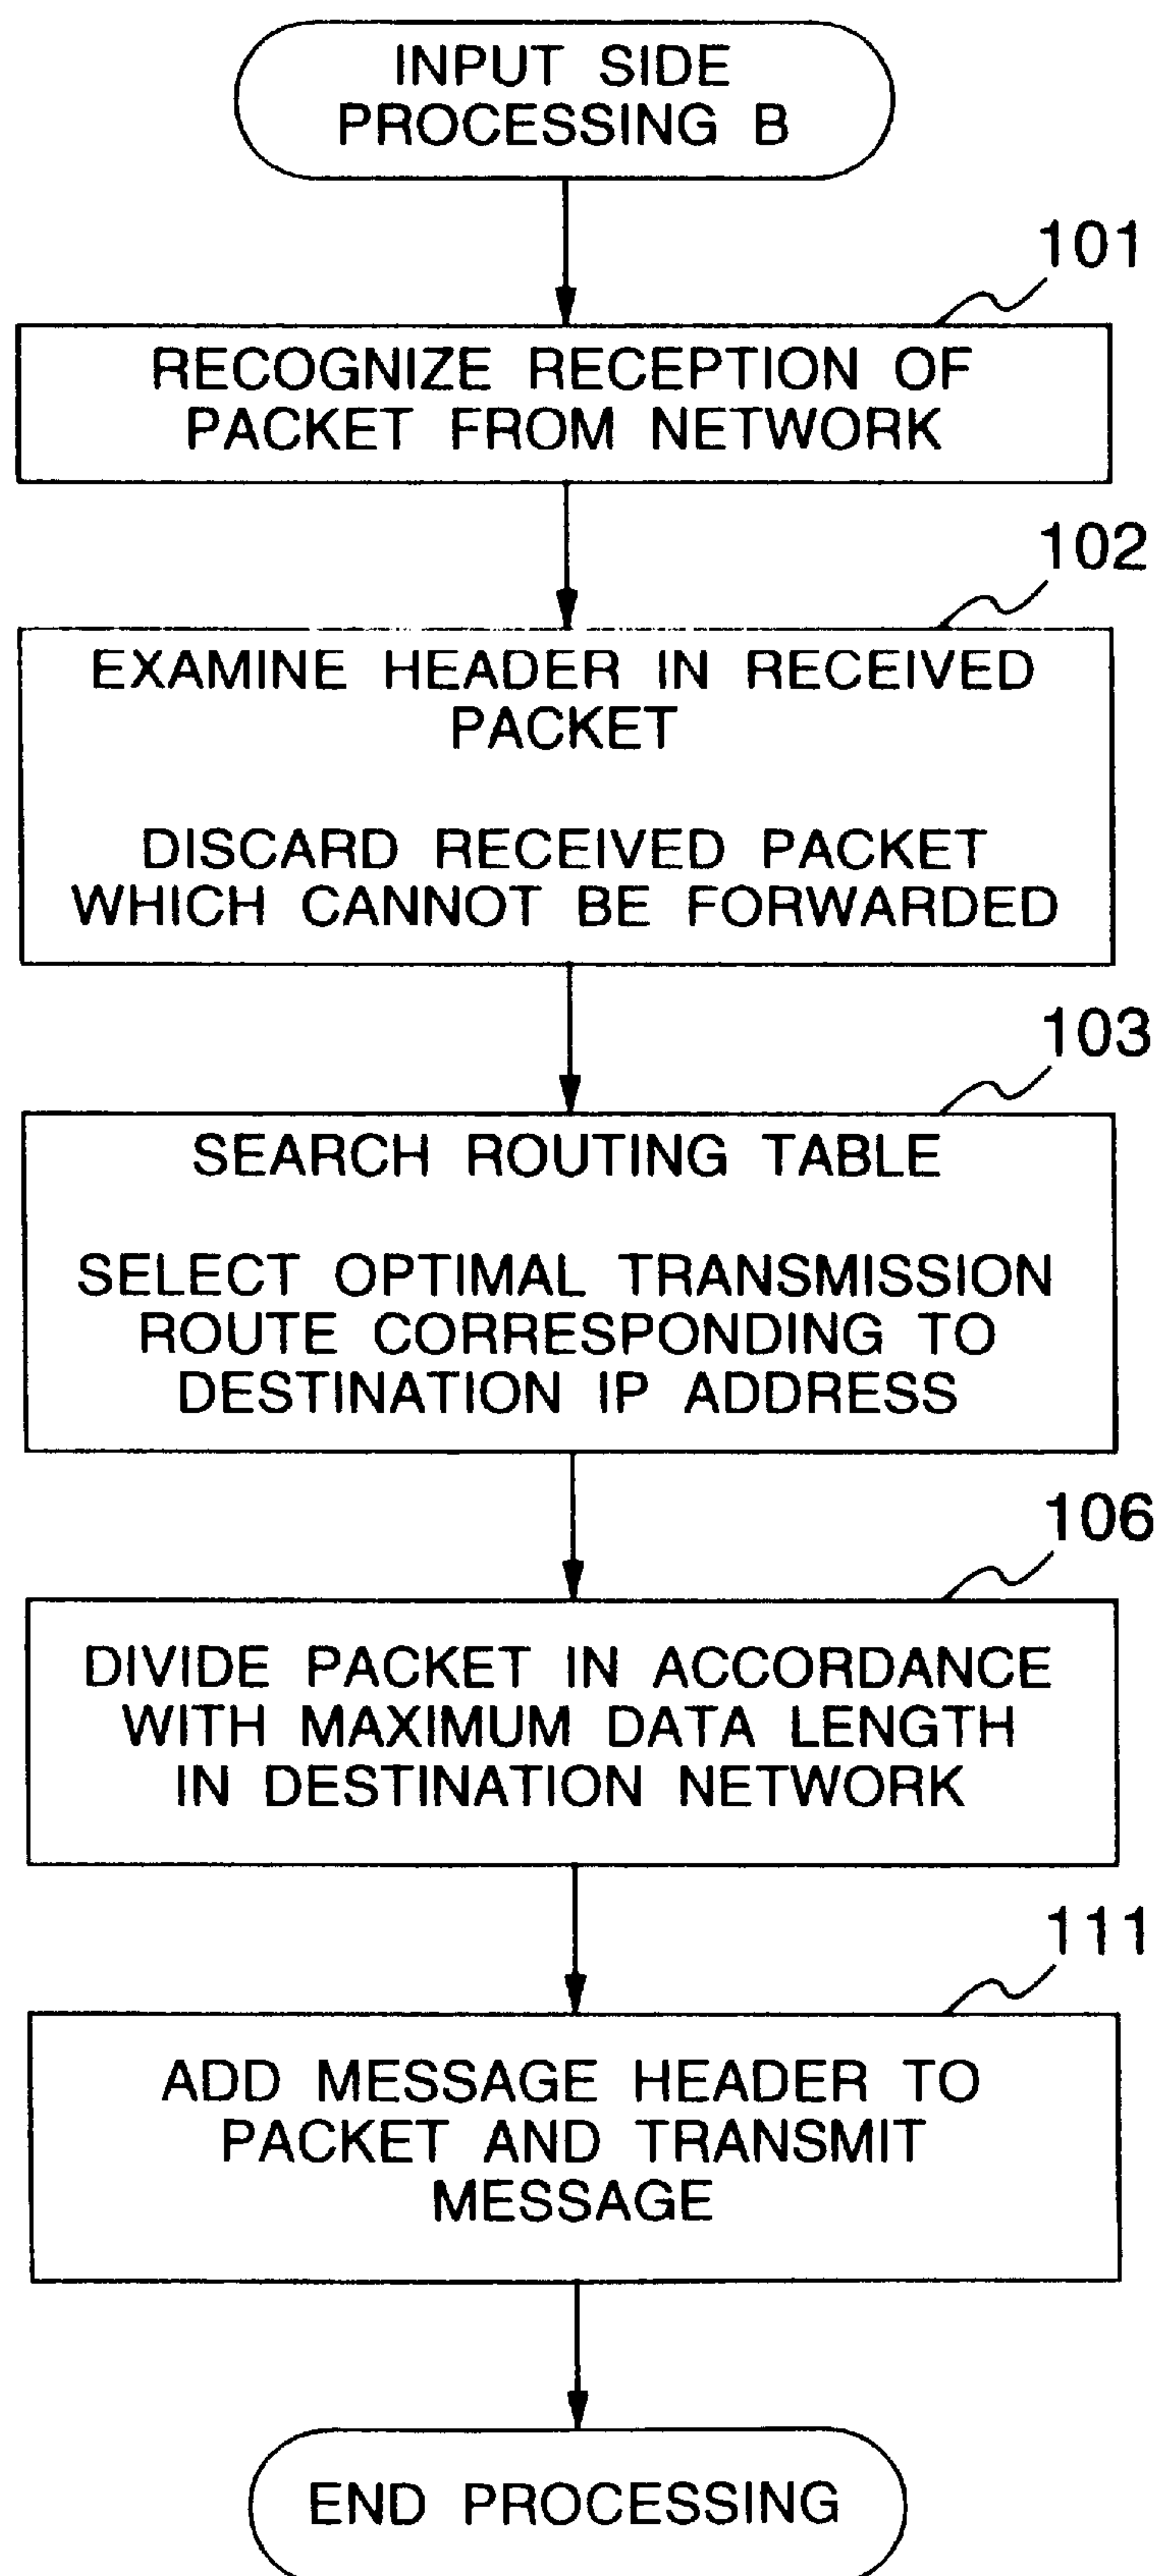 INPUT SIDE
PROCESSING B
101
RECOGNIZE RECEPTION OF
PACKET FROM NETWORK
102
EXAMINE HEADER IN RECEIVED
PACKET
DISCARD RECEIVED PACKET
WHICH CANNOT BE FORWARDED
103
SEARCH ROUTING TABLE
SELECT OPTIMAL TRANSMISSION
ROUTE CORRESPONDING TO
DESTINATION IP ADDRESS
106
DIVIDE PACKET IN ACCORDANCE
WITH MAXIMUM DATA LENGTH
IN DESTINATION NETWORK
111
ADD MESSAGE HEADER TO
PACKET AND TRANSMIT
MESSAGE
END PROCESSING